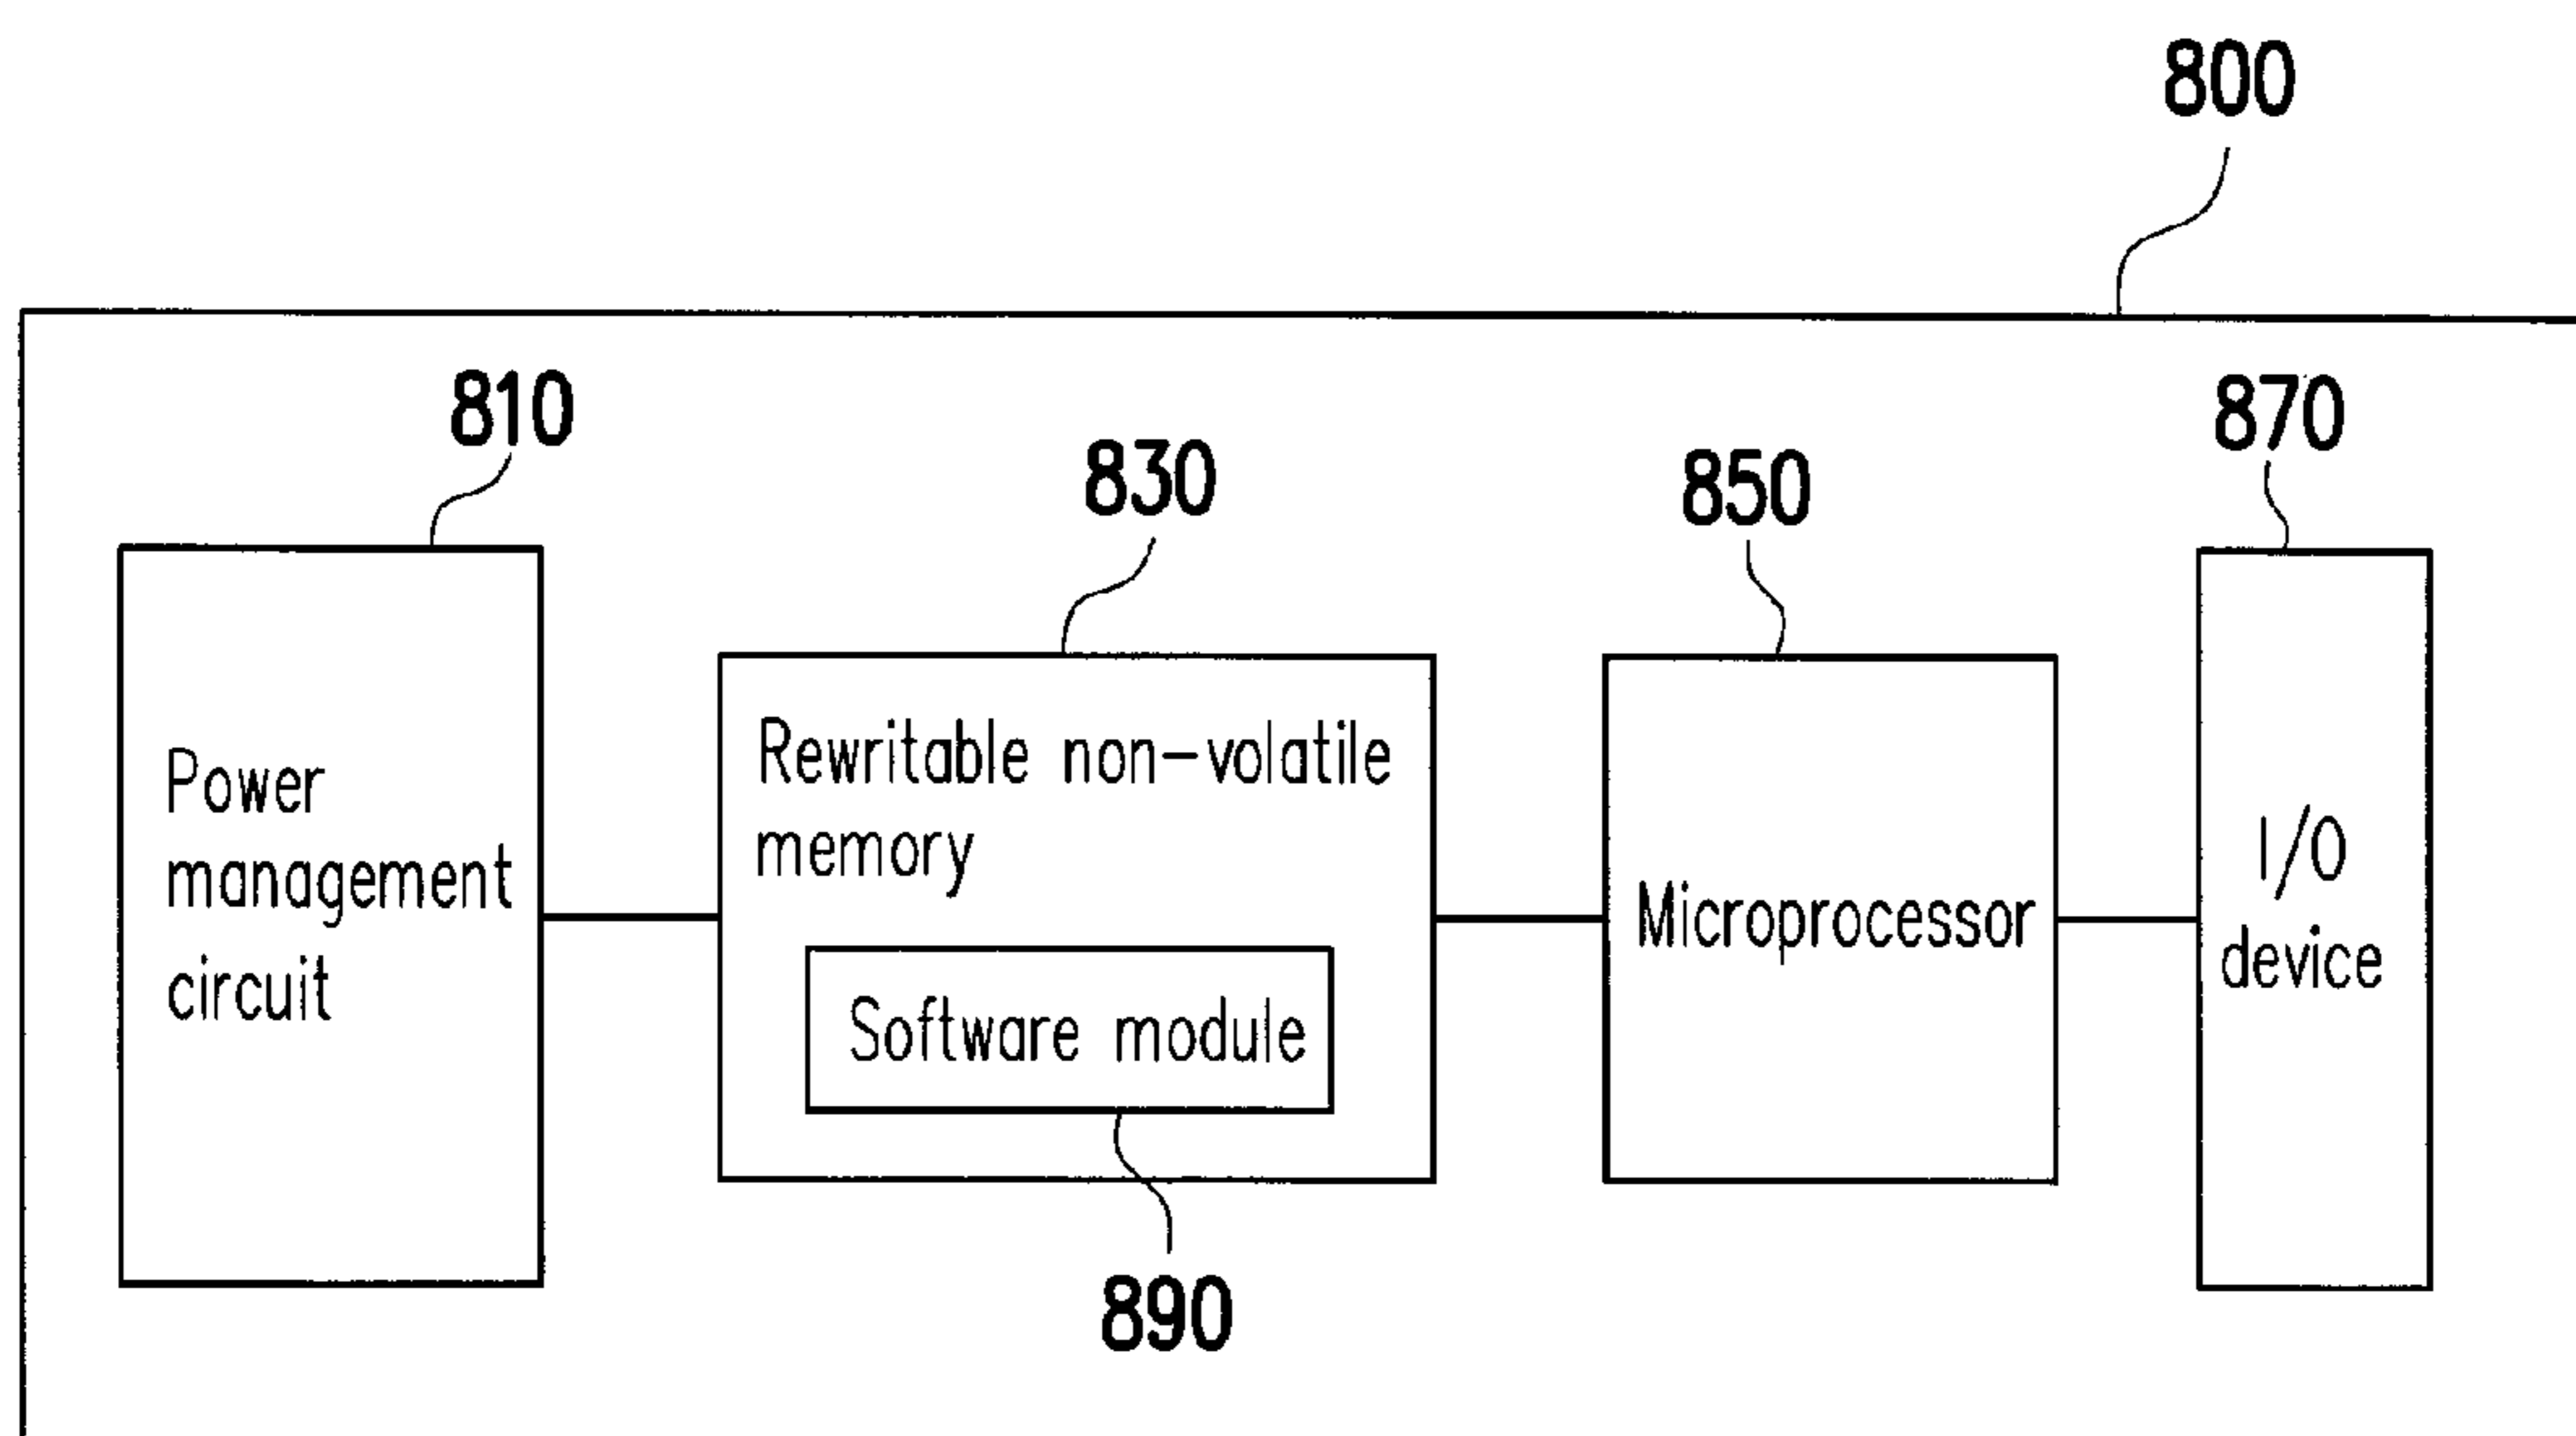 800
810
830
850
870
Power
management
circuit
Rewritable non-volatile
memory
Software module
Microprocessor
I/O
device
890